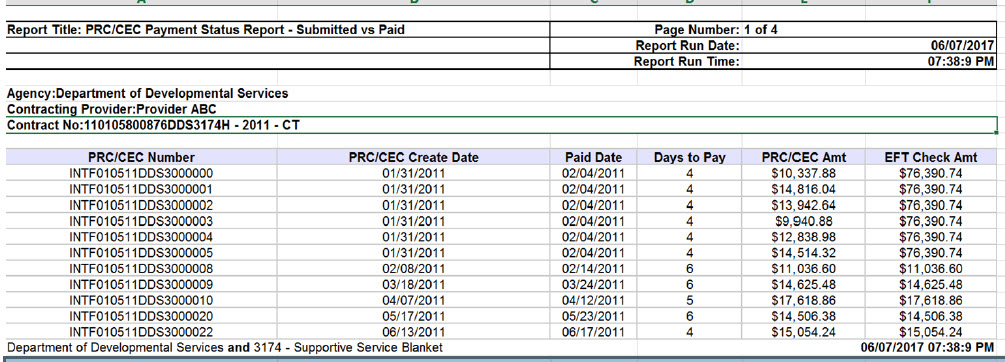 Report Title: PRC/CEC Payment Status Report - Submitted vs Paid Page Number: 1 of 4
Report Run Date: 06/07/2017
Report Run Time: 07:38:9 PM
Agency:Department of Developmental Services
Contracting Provider:Provider ABC
Contract No:110105800876DDS3174H - 2011 - CT
PRC/CEC Number PRC/CEC Create Date Paid Date Days to Pay PRC/CEC Amt EFT Check Amt
INTF010511DDS3000000 01/31/2011 02/04/2011 4 $10,337.88 $76,390.74
INTF010511DDS3000001 01/31/2011 02/04/2011 4 $14,816.04 $76,390.74
INTF010511DDS3000002 01/31/2011 02/04/2011 4 $13,942.64 $76,390.74
INTF010511DDS3000003 01/31/2011 02/04/2011 4 $9,940.88 $76,390.74
INTF010511DDS3000004 01/31/2011 02/04/2011 4 $12,838.98 $76,390.74
INTF010511DDS3000005 01/31/2011 02/04/2011 4 $14,514.32 $76,390.74
INTF010511DDS3000008 02/08/2011 02/14/2011 6 $11,036.60 $11,036.60
INTF010511DDS3000009 03/18/2011 03/24/2011 6 $14,625.48 $14,625.48
INTF010511DDS3000010 04/07/2011 04/12/2011 5 $17,618.86 $17,618.86
INTF010511DDS3000020 05/17/2011 05/23/2011 6 $14,506.38 $14,506.38
INTF010511DDS3000022 06/13/2011 06/17/2011 4 $15,054.24 $15,054.24
Department of Developmental Services and 3174 - Supportive Service Blanket 06/07/2017 07:38:9 PM